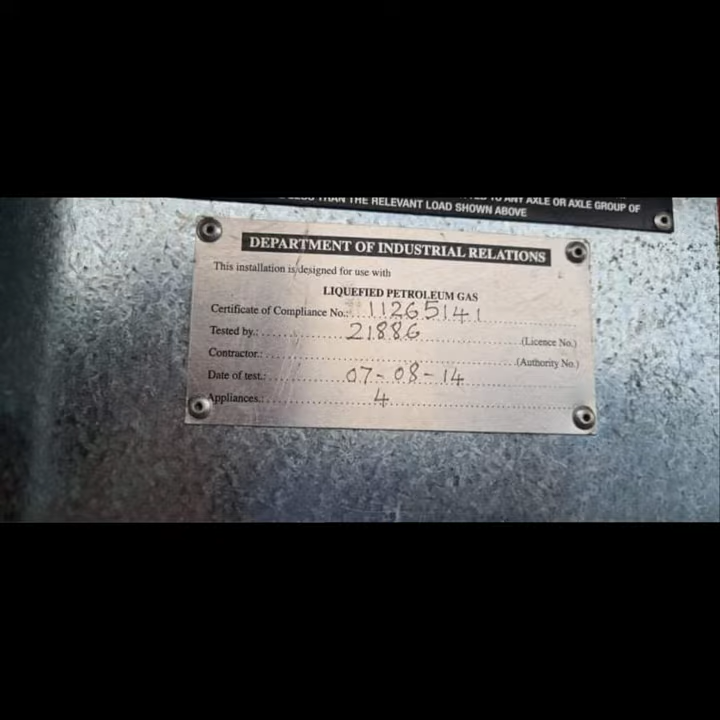 THAN THE RELEVANT LOAD SHOWN ABOVE
TO ANY AXLE OR AXLE GROUP OF
DEPARTMENT OF INDUSTRIAL RELATIONS
This installation is designed for use with
LIQUEFIED PETROLEUM GAS
Certificate of Compliance No.: 11265141
Tested by.: 21886 (Licence No.)
Contractor.: (Authority No.)
Date of test.: 07-08-14
Appliances.: 4